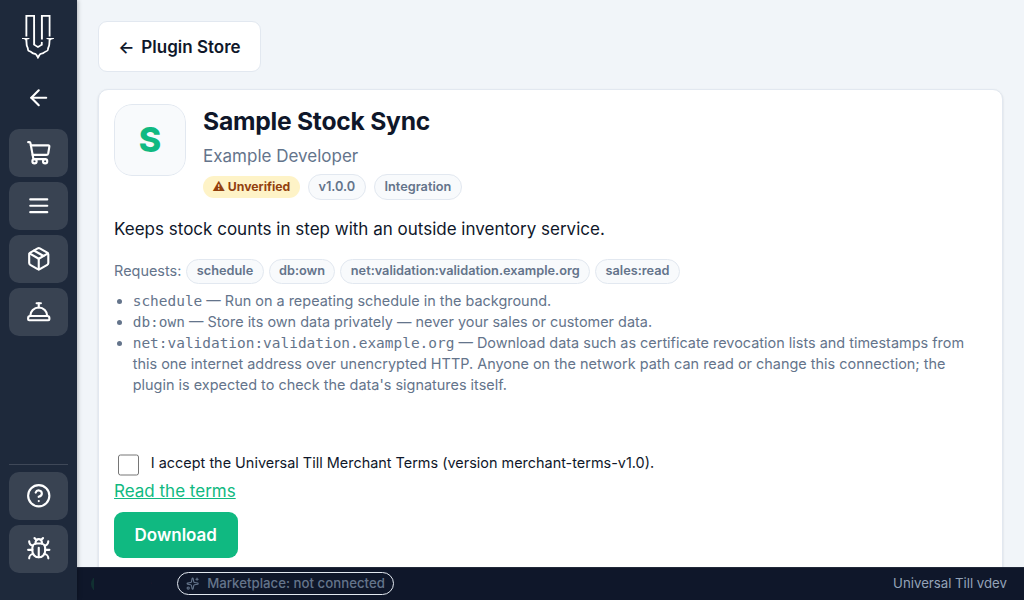 ← Plugin Store
S
Sample Stock Sync
Example Developer
Unverified v1.0.0 Integration
Keeps stock counts in step with an outside inventory service.
Requests: schedule db:own net:validation:validation.example.org sales:read
• schedule — Run on a repeating schedule in the background.
• db:own — Store its own data privately — never your sales or customer data.
• net:validation:validation.example.org — Download data such as certificate revocation lists and timestamps from
this one internet address over unencrypted HTTP. Anyone on the network path can read or change this connection; the
plugin is expected to check the data's signatures itself.
I accept the Universal Till Merchant Terms (version merchant-terms-v1.0).
Read the terms
Download
Marketplace: not connected
Universal Till vdev